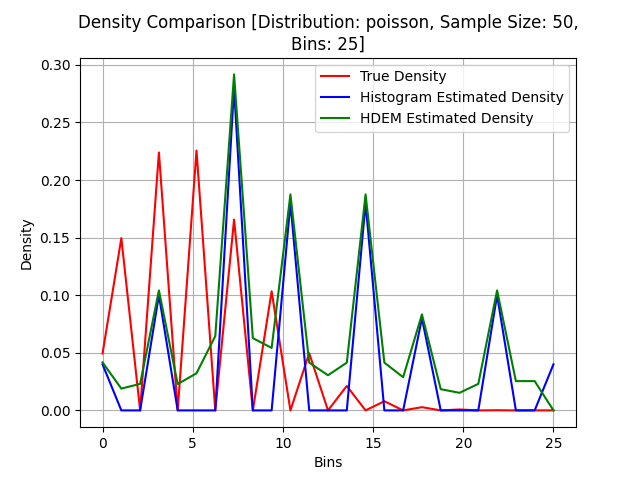 Density Comparison [Distribution: poisson, Sample Size: 50,
Bins: 25]
True Density
Histogram Estimated Density
HDEM Estimated Density
Density
0.30
0.25
0.20
0.15
0.10
0.05
0.00
0 5 10 15 20 25
Bins